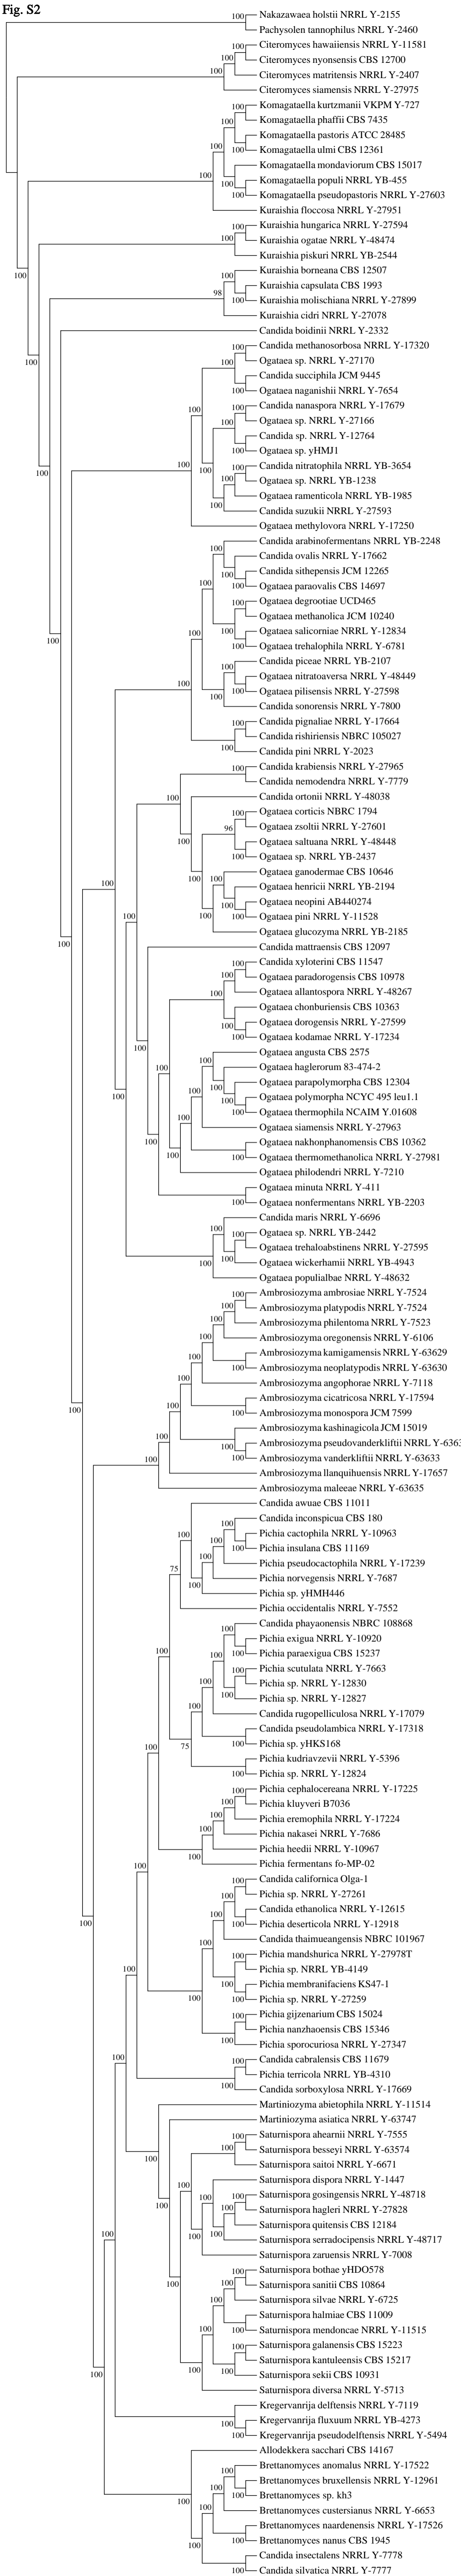 Fig. S2
Nakazawaea holstii NRRL Y-2155
Pachysolen tannophilus NRRL Y-2460
Citeromyces hawaiiensis NRRL Y-11581
Citeromyces nyonsensis CBS 12700
Citeromyces matritensis NRRL Y-2407
Citeromyces siamensis NRRL Y-27975
Komagataella kurtzmanii VKPM Y-727
Komagataella phaffii CBS 7435
Komagataella pastoris ATCC 28485
Komagataella ulmi CBS 12361
Komagataella mondaviorum CBS 15017
Komagataella populi NRRL YB-455
Komagataella pseudopastoris NRRL Y-27603
Kuraishia floccosa NRRL Y-27951
Kuraishia hungarica NRRL Y-27594
Kuraishia ogatae NRRL Y-48474
Kuraishia piskuri NRRL YB-2544
Kuraishia borneana CBS 12507
Kuraishia capsulata CBS 1993
Kuraishia molischiana NRRL Y-27899
Kuraishia cidri NRRL Y-27078
Candida boidinii NRRL Y-2332
Candida methanosorbosa NRRL Y-17320
Ogataea sp. NRRL Y-27170
Candida succiphila JCM 9445
Ogataea naganishii NRRL Y-7654
Candida nanaspora NRRL Y-17679
Ogataea sp. NRRL Y-27166
Candida sp. NRRL Y-12764
Ogataea sp. yHMJ1
Candida nitratophila NRRL YB-3654
Ogataea sp. NRRL YB-1238
Ogataea ramenticola NRRL YB-1985
Candida suzukii NRRL Y-27593
Ogataea methylovora NRRL Y-17250
Candida arabinofermentans NRRL YB-2248
Candida ovalis NRRL Y-17662
Candida sithepensis JCM 12265
Ogataea paraovalis CBS 14697
Ogataea degrootiae UCD465
Ogataea methanolica JCM 10240
Ogataea salicorniae NRRL Y-12834
Ogataea trehalophila NRRL Y-6781
Candida piceae NRRL YB-2107
Ogataea nitratoaversa NRRL Y-48449
Ogataea pilisensis NRRL Y-27598
Candida sonorensis NRRL Y-7800
Candida pignaliae NRRL Y-17664
Candida rishiriensis NBRC 105027
Candida pini NRRL Y-2023
Candida krabiensis NRRL Y-27965
Candida nemodendra NRRL Y-7779
Candida ortonii NRRL Y-48038
Ogataea corticis NBRC 1794
Ogataea zsoltii NRRL Y-27601
Ogataea saltuana NRRL Y-48448
Ogataea sp. NRRL YB-2437
Ogataea ganodermae CBS 10646
Ogataea henricii NRRL YB-2194
Ogataea neopini AB440274
Ogataea pini NRRL Y-11528
Ogataea glucozyma NRRL YB-2185
Candida mattraensis CBS 12097
Candida xyloterini CBS 11547
Ogataea paradorogensis CBS 10978
Ogataea allantospora NRRL Y-48267
Ogataea chonburiensis CBS 10363
Ogataea dorogensis NRRL Y-27599
Ogataea kodamae NRRL Y-17234
Ogataea angusta CBS 2575
Ogataea haglerorum 83-474-2
Ogataea parapolymorpha CBS 12304
Ogataea polymorpha NCYC 495 leu1.1
Ogataea thermophila NCAIM Y.01608
Ogataea siamensis NRRL Y-27963
Ogataea nakhonphanomensis CBS 10362
Ogataea thermomethanolica NRRL Y-27981
Ogataea philodendri NRRL Y-7210
Ogataea minuta NRRL Y-411
Ogataea nonfermentans NRRL YB-2203
Candida maris NRRL Y-6696
Ogataea sp. NRRL YB-2442
Ogataea trehaloabstinens NRRL Y-27595
Ogataea wickerhamii NRRL YB-4943
Ogataea populialbae NRRL Y-48632
Ambrosiozyma ambrosiae NRRL Y-7524
Ambrosiozyma platypodis NRRL Y-7524
Ambrosiozyma philentoma NRRL Y-7523
Ambrosiozyma oregonensis NRRL Y-6106
Ambrosiozyma kamigamensis NRRL Y-63629
Ambrosiozyma neoplatypodis NRRL Y-63630
Ambrosiozyma angophorae NRRL Y-7118
Ambrosiozyma cicatricosa NRRL Y-17594
Ambrosiozyma monospora JCM 7599
Ambrosiozyma kashinagicola JCM 15019
Ambrosiozyma pseudovanderkliftii NRRL Y-6363
Ambrosiozyma vanderkliftii NRRL Y-63633
Ambrosiozyma llanquihuensis NRRL Y-17657
Ambrosiozyma maleeae NRRL Y-63635
Candida awuae CBS 11011
Candida inconspicua CBS 180
Pichia cactophila NRRL Y-10963
Pichia insulana CBS 11169
Pichia pseudocactophila NRRL Y-17239
Pichia norvegensis NRRL Y-7687
Pichia sp. yHMH446
Pichia occidentalis NRRL Y-7552
Candida phayaonensis NBRC 108868
Pichia exigua NRRL Y-10920
Pichia paraexigua CBS 15237
Pichia scutulata NRRL Y-7663
Pichia sp. NRRL Y-12830
Pichia sp. NRRL Y-12827
Candida rugopelliculosa NRRL Y-17079
Candida pseudolambica NRRL Y-17318
Pichia sp. yHKS168
Pichia kudriavzevii NRRL Y-5396
Pichia sp. NRRL Y-12824
Pichia cephalocereana NRRL Y-17225
Pichia kluyveri B7036
Pichia eremophila NRRL Y-17224
Pichia nakasei NRRL Y-7686
Pichia heedii NRRL Y-10967
Pichia fermentans fo-MP-02
Candida californica Olga-1
Pichia sp. NRRL Y-27261
Candida ethanolica NRRL Y-12615
Pichia deserticola NRRL Y-12918
Candida thaimueangensis NBRC 101967
Pichia mandshurica NRRL Y-27978T
Pichia sp. NRRL YB-4149
Pichia membranifaciens KS47-1
Pichia sp. NRRL Y-27259
Pichia gijzenarium CBS 15024
Pichia nanzhaoensis CBS 15346
Pichia sporocuriosa NRRL Y-27347
Candida cabralensis CBS 11679
Pichia terricola NRRL YB-4310
Candida sorboxylosa NRRL Y-17669
Martiniozyma abietophila NRRL Y-11514
Martiniozyma asiatica NRRL Y-63747
Saturnispora ahearnii NRRL Y-7555
Saturnispora besseyi NRRL Y-63574
Saturnispora saitoi NRRL Y-6671
Saturnispora dispora NRRL Y-1447
Saturnispora gosingensis NRRL Y-48718
Saturnispora hagleri NRRL Y-27828
Saturnispora quitensis CBS 12184
Saturnispora serradocipensis NRRL Y-48717
Saturnispora zaruensis NRRL Y-7008
Saturnispora bothae yHDO578
Saturnispora sanitii CBS 10864
Saturnispora silvae NRRL Y-6725
Saturnispora halmiae CBS 11009
Saturnispora mendoncae NRRL Y-11515
Saturnispora galanensis CBS 15223
Saturnispora kantuleensis CBS 15217
Saturnispora sekii CBS 10931
Saturnispora diversa NRRL Y-5713
Kregervanrija delftensis NRRL Y-7119
Kregervanrija fluxuum NRRL YB-4273
Kregervanrija pseudodelftensis NRRL Y-5494
Allodekkera sacchari CBS 14167
Brettanomyces anomalus NRRL Y-17522
Brettanomyces bruxellensis NRRL Y-12961
Brettanomyces sp. kh3
Brettanomyces custersianus NRRL Y-6653
Brettanomyces naardenensis NRRL Y-17526
Brettanomyces nanus CBS 1945
Candida insectalens NRRL Y-7778
Candida silvatica NRRL Y-7777